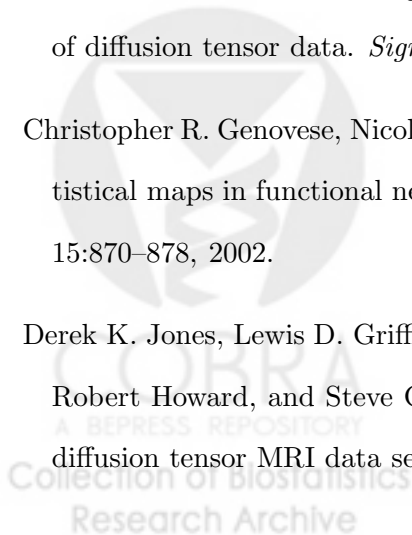 of diffusion tensor data. Sign
Christopher R. Genovese, Nicol
tistical maps in functional ne
15:870–878, 2002.
Derek K. Jones, Lewis D. Griff
COBRA
Robert Howard, and Steve C
A BEPRESS REPOSITORY
diffusion tensor MRI data se
Collection of Biostatistics
Research Archive